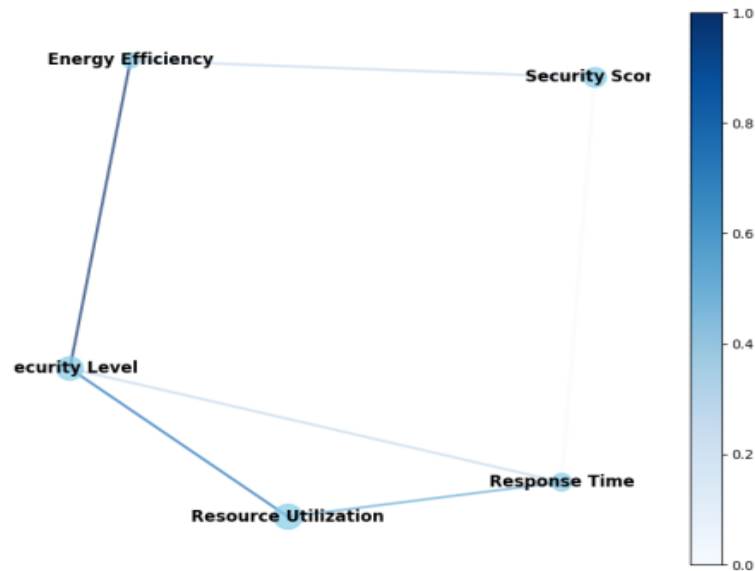 1.0
Energy Efficiency
Security Scor
0.8
0.6
0.4
ecurity Level
0.2
Response Time
Resource Utilization
0.0